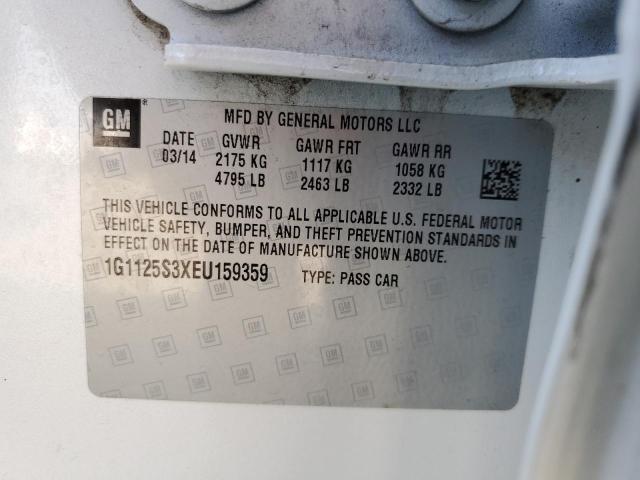 GM ®
MFD BY GENERAL MOTORS LLC
DATE GVWR GAWR FRT GAWR RR
03/14 2175 KG 1117 KG 1058 KG
4795 LB 2463 LB 2332 LB
THIS VEHICLE CONFORMS TO ALL APPLICABLE U.S. FEDERAL MOTOR
VEHICLE SAFETY, BUMPER, AND THEFT PREVENTION STANDARDS IN
EFFECT ON THE DATE OF MANUFACTURE SHOWN ABOVE.
1G1125S3XEU159359 TYPE: PASS CAR